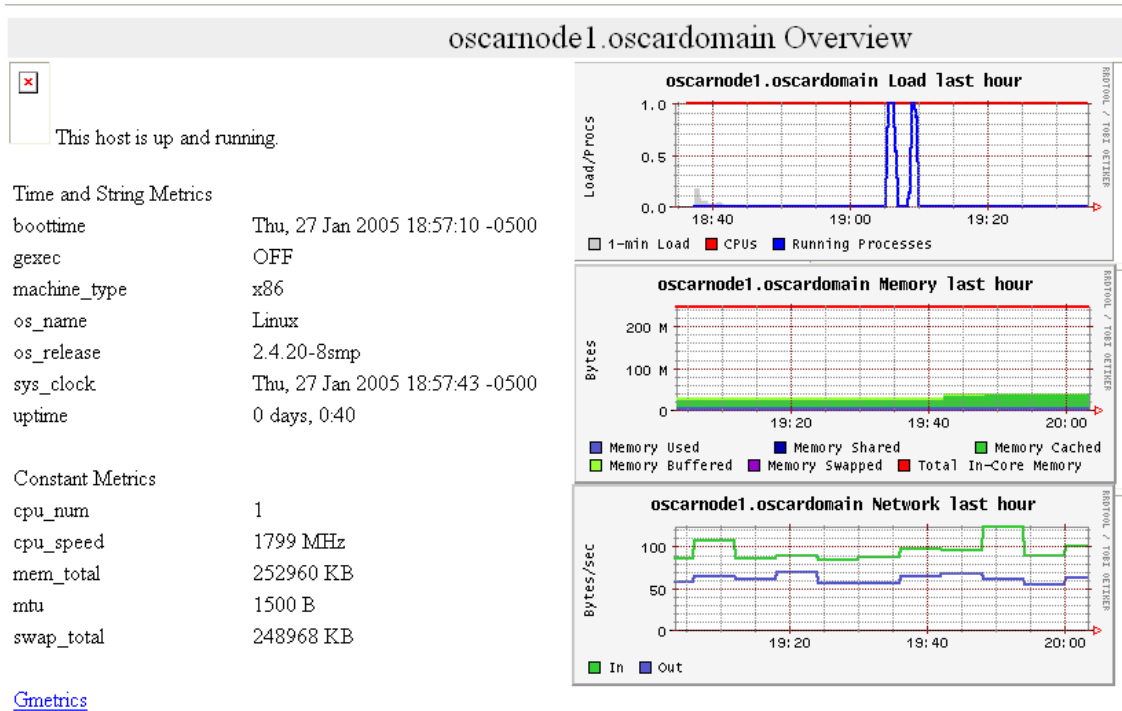 oscarnode1.oscardomain Overview
This host is up and running.
Time and String Metrics
boottime Thu, 27 Jan 2005 18:57:10 -0500
gexec OFF
machine_type x86
os_name Linux
os_release 2.4.20-8smp
sys_clock Thu, 27 Jan 2005 18:57:43 -0500
uptime 0 days, 0:40
Constant Metrics
cpu_num 1
cpu_speed 1799 MHz
mem_total 252960 KB
mtu 1500 B
swap_total 248968 KB
Gmetrics
oscarnode1.oscardomain Load last hour
Load/Procs
1.0
0.5
0.0
18:40 19:00 19:20
1-min Load CPUs Running Processes
RRDTOOL / TOBI OETIKER
oscarnode1.oscardomain Memory last hour
Bytes
200 M
100 M
0
19:20 19:40 20:00
Memory Used Memory Shared Memory Cached
Memory Buffered Memory Swapped Total In-Core Memory
RRDTOOL / TOBI OETIKER
oscarnode1.oscardomain Network last hour
Bytes/sec
100
50
0
19:20 19:40 20:00
In Out
RRDTOOL / TOBI OETIKER